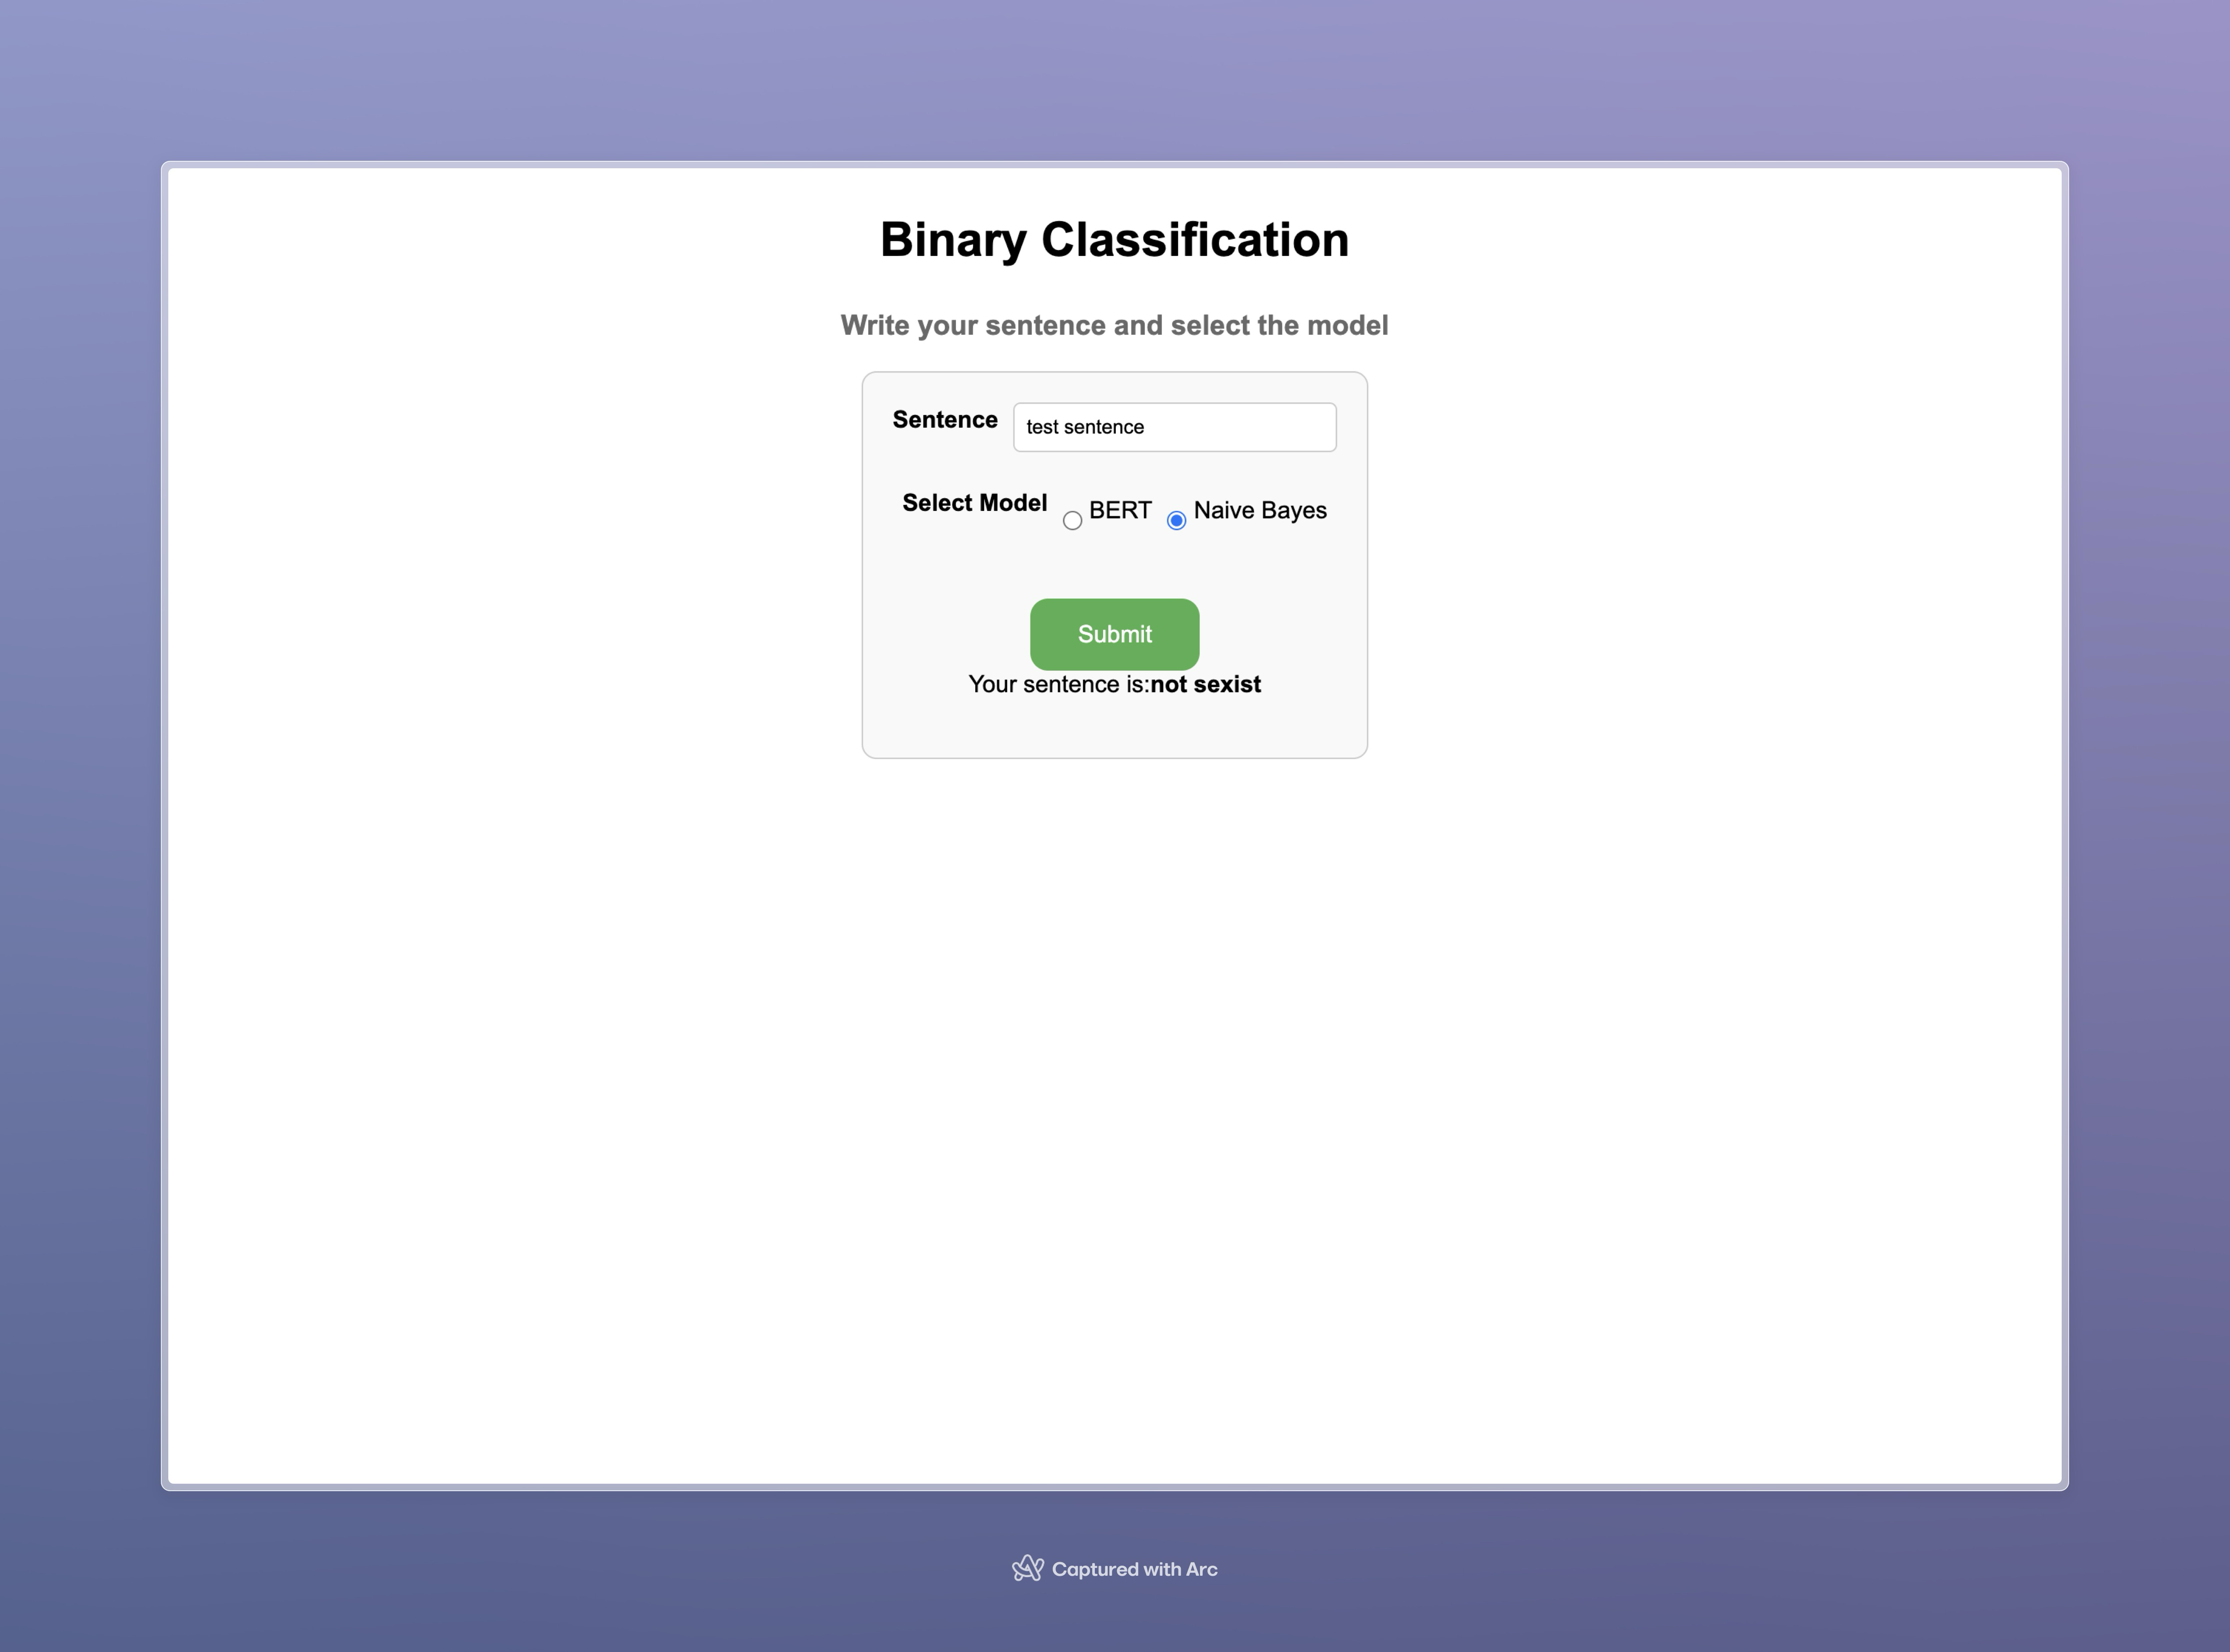 Binary Classification
Write your sentence and select the model
Sentence test sentence
Select Model BERT Naive Bayes
Submit
Your sentence is:not sexist
Captured with Arc